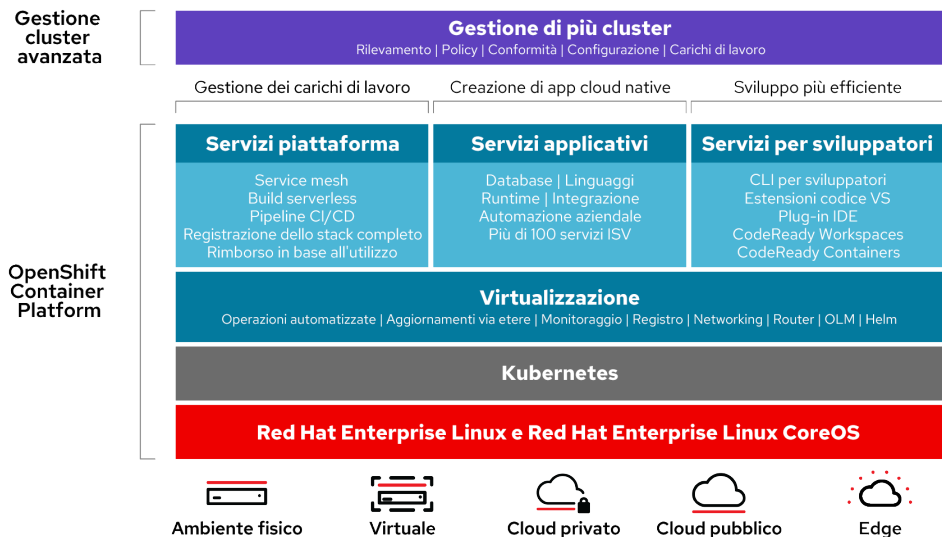 Gestione
cluster
avanzata
Gestione di più cluster
Rilevamento | Policy | Conformità | Configurazione | Carichi di lavoro
Gestione dei carichi di lavoro
Creazione di app cloud native
Sviluppo più efficiente
OpenShift
Container
Platform
Servizi piattaforma
Service mesh
Build serverless
Pipeline CI/CD
Registrazione dello stack completo
Rimborso in base all'utilizzo
Servizi applicativi
Database | Linguaggi
Runtime | Integrazione
Automazione aziendale
Più di 100 servizi ISV
Servizi per sviluppatori
CLI per sviluppatori
Estensioni codice VS
Plug-in IDE
CodeReady Workspaces
CodeReady Containers
Virtualizzazione
Operazioni automatizzate | Aggiornamenti via etere | Monitoraggio | Registro | Networking | Router | OLM | Helm
Kubernetes
Red Hat Enterprise Linux e Red Hat Enterprise Linux CoreOS
Ambiente fisico
Virtuale
Cloud privato
Cloud pubblico
Edge